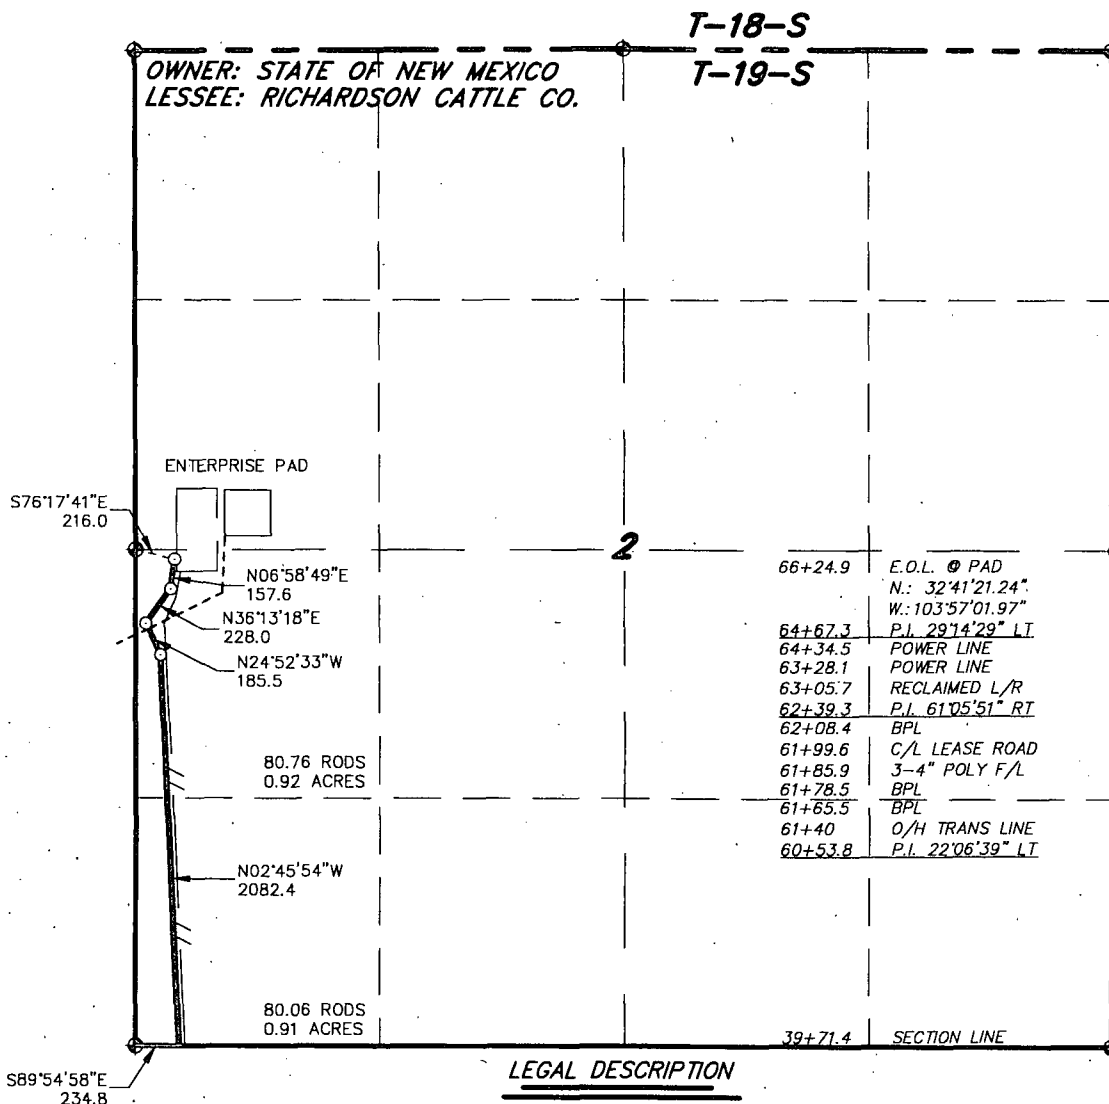 T-18-S
T-19-S
OWNER: STATE OF NEW MEXICO
LESSEE: RICHARDSON CATTLE CO.
ENTERPRISE PAD
S76°17'41"E
216.0
2
N06°58'49"E
157.6
N36°13'18"E
228.0
N24°52'33"W
185.5
66+24.9 E.O.L. @ PAD
N.: 32°41'21.24"
W.: 103°57'01.97"
64+67.3 P.I. 29°14'29" LT
64+34.5 POWER LINE
63+28.1 POWER LINE
63+05.7 RECLAIMED L/R
62+39.3 P.I. 61°05'51" RT
62+08.4 BPL
61+99.6 C/L LEASE ROAD
61+85.9 3-4" POLY F/L
61+78.5 BPL
61+65.5 BPL
61+40 O/H TRANS LINE
60+53.8 P.I. 22°06'39" LT
80.76 RODS
0.92 ACRES
N02°45'54"W
2082.4
80.06 RODS
0.91 ACRES
39+71.4 SECTION LINE
S89°54'58"E
234.8
LEGAL DESCRIPTION